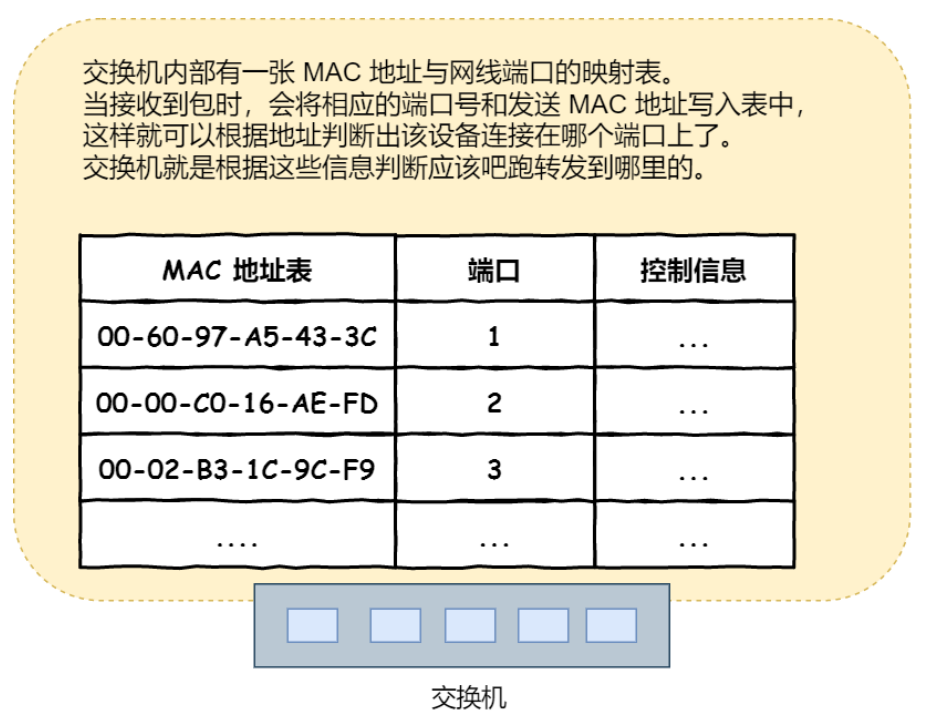 交换机内部有一张 MAC 地址与网线端口的映射表。
当接收到包时，会将相应的端口号和发送 MAC 地址写入表中，
这样就可以根据地址判断出该设备连接在哪个端口上了。
交换机就是根据这些信息判断应该吧跑转发到哪里的。
MAC 地址表 端口 控制信息
00-60-97-A5-43-3C 1 ...
00-00-C0-16-AE-FD 2 ...
00-02-B3-1C-9C-F9 3 ...
.... ... ...
交换机